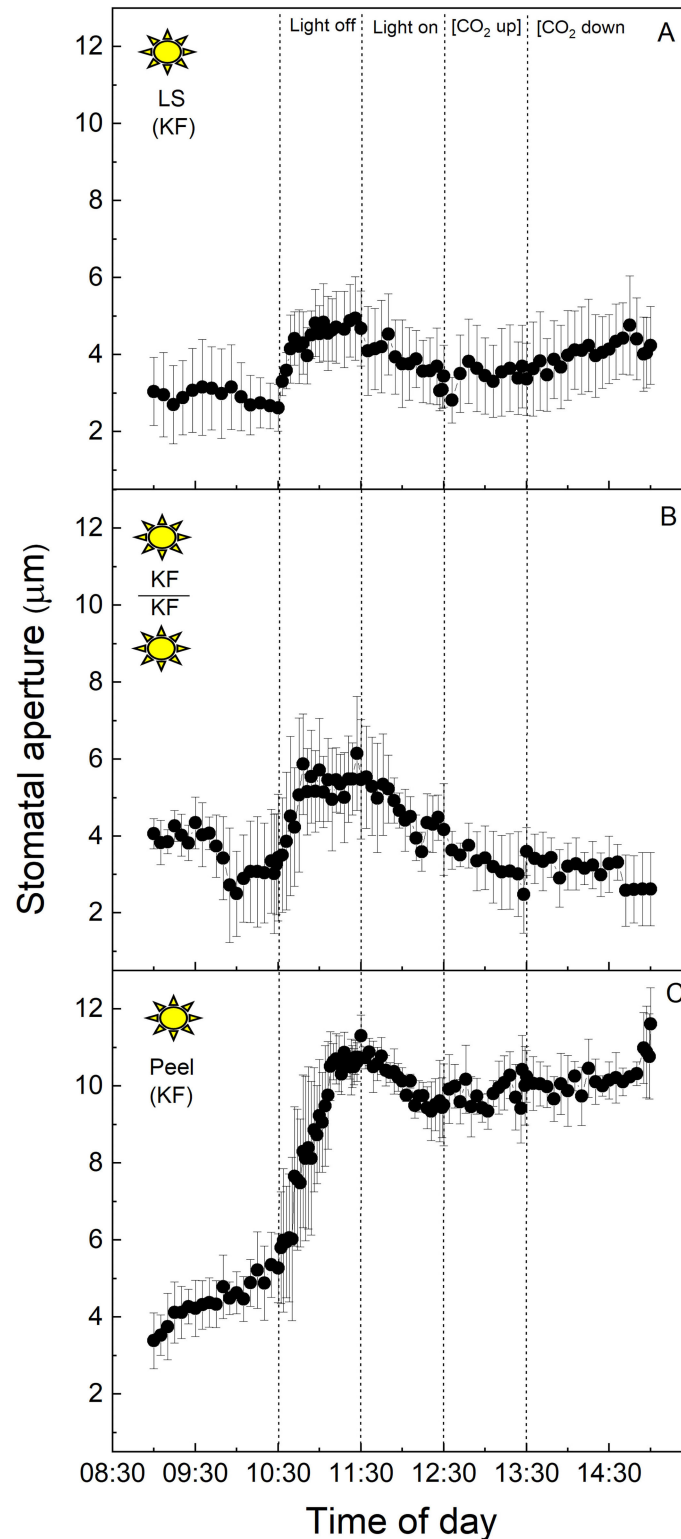 Light off Light on [CO2 up] [CO2 down A
LS
(KF)
12
10
8
6
4
2
B
KF
KF
12
10
8
6
4
2
Stomatal aperture (μm)
C
Peel
(KF)
12
10
8
6
4
2
08:30 09:30 10:30 11:30 12:30 13:30 14:30
Time of day